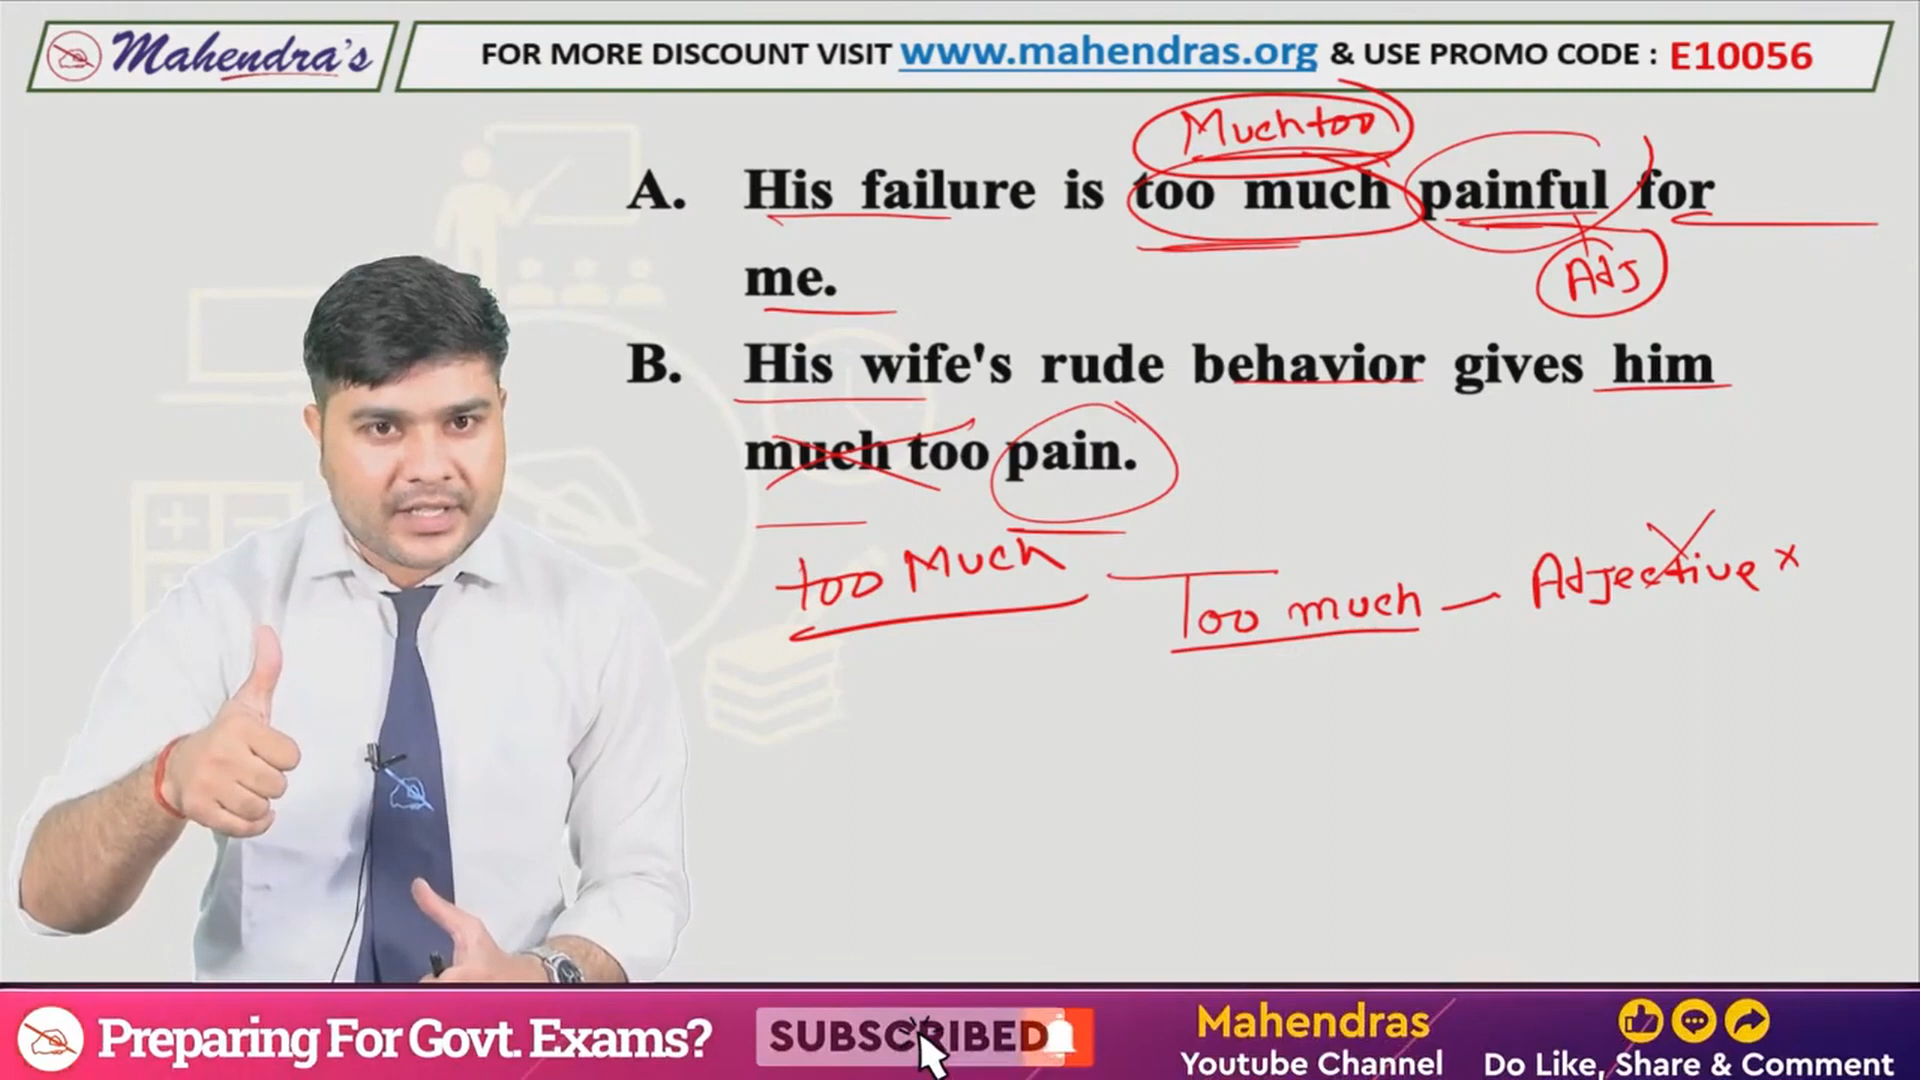 Mahendra's
FOR MORE DISCOUNT VISIT www.mahendras.org & USE PROMO CODE : E10056
Much too
A. His failure is too much painful for
Adj
me.
B. His wife's rude behavior gives him
much too pain.
too Much
Too much — Adjective ×
Preparing For Govt. Exams?
SUBSCRIBED
Mahendras
Youtube Channel
Do Like, Share & Comment